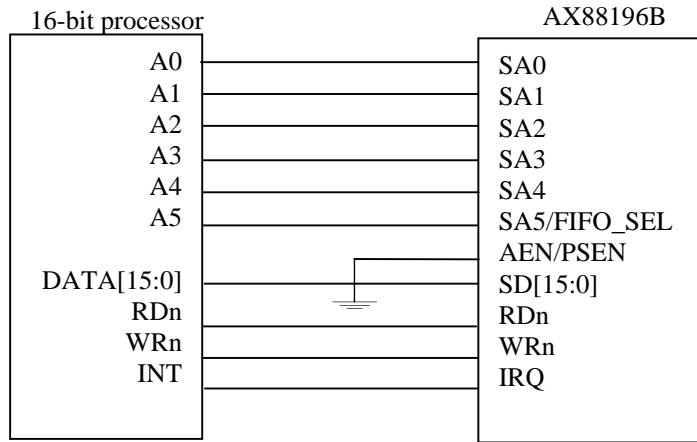 16-bit processor
AX88196B
A0
A1
A2
A3
A4
A5
DATA[15:0]
RDn
WRn
INT
SA0
SA1
SA2
SA3
SA4
SA5/FIFO_SEL
AEN/PSEN
SD[15:0]
RDn
WRn
IRQ